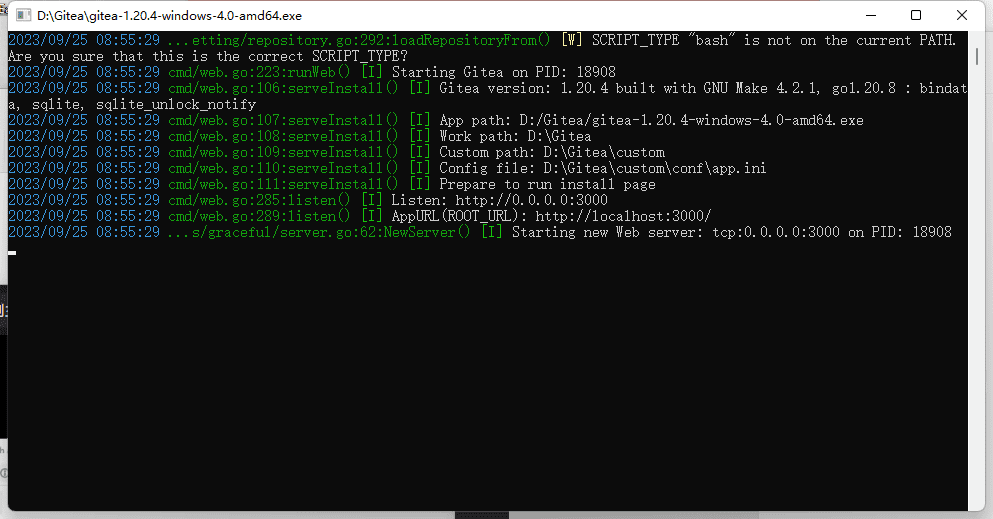 D:\Gitea\gitea-1.20.4-windows-4.0-amd64.exe
2023/09/25 08:55:29 ...etting/repository.go:292:loadRepositoryFrom() [W] SCRIPT_TYPE "bash" is not on the current PATH.
Are you sure that this is the correct SCRIPT_TYPE?
2023/09/25 08:55:29 cmd/web.go:223:runWeb() [I] Starting Gitea on PID: 18908
2023/09/25 08:55:29 cmd/web.go:106:serveInstall() [I] Gitea version: 1.20.4 built with GNU Make 4.2.1, go1.20.8 : bindat
a, sqlite, sqlite_unlock_notify
2023/09/25 08:55:29 cmd/web.go:107:serveInstall() [I] App path: D:/Gitea/gitea-1.20.4-windows-4.0-amd64.exe
2023/09/25 08:55:29 cmd/web.go:108:serveInstall() [I] Work path: D:\Gitea
2023/09/25 08:55:29 cmd/web.go:109:serveInstall() [I] Custom path: D:\Gitea\custom
2023/09/25 08:55:29 cmd/web.go:110:serveInstall() [I] Config file: D:\Gitea\custom\conf\app.ini
2023/09/25 08:55:29 cmd/web.go:111:serveInstall() [I] Prepare to run install page
2023/09/25 08:55:29 cmd/web.go:285:listen() [I] Listen: http://0.0.0.0:3000
2023/09/25 08:55:29 cmd/web.go:289:listen() [I] AppURL(ROOT_URL): http://localhost:3000/
2023/09/25 08:55:29 ...s/graceful/server.go:62:NewServer() [I] Starting new Web server: tcp:0.0.0.0:3000 on PID: 18908